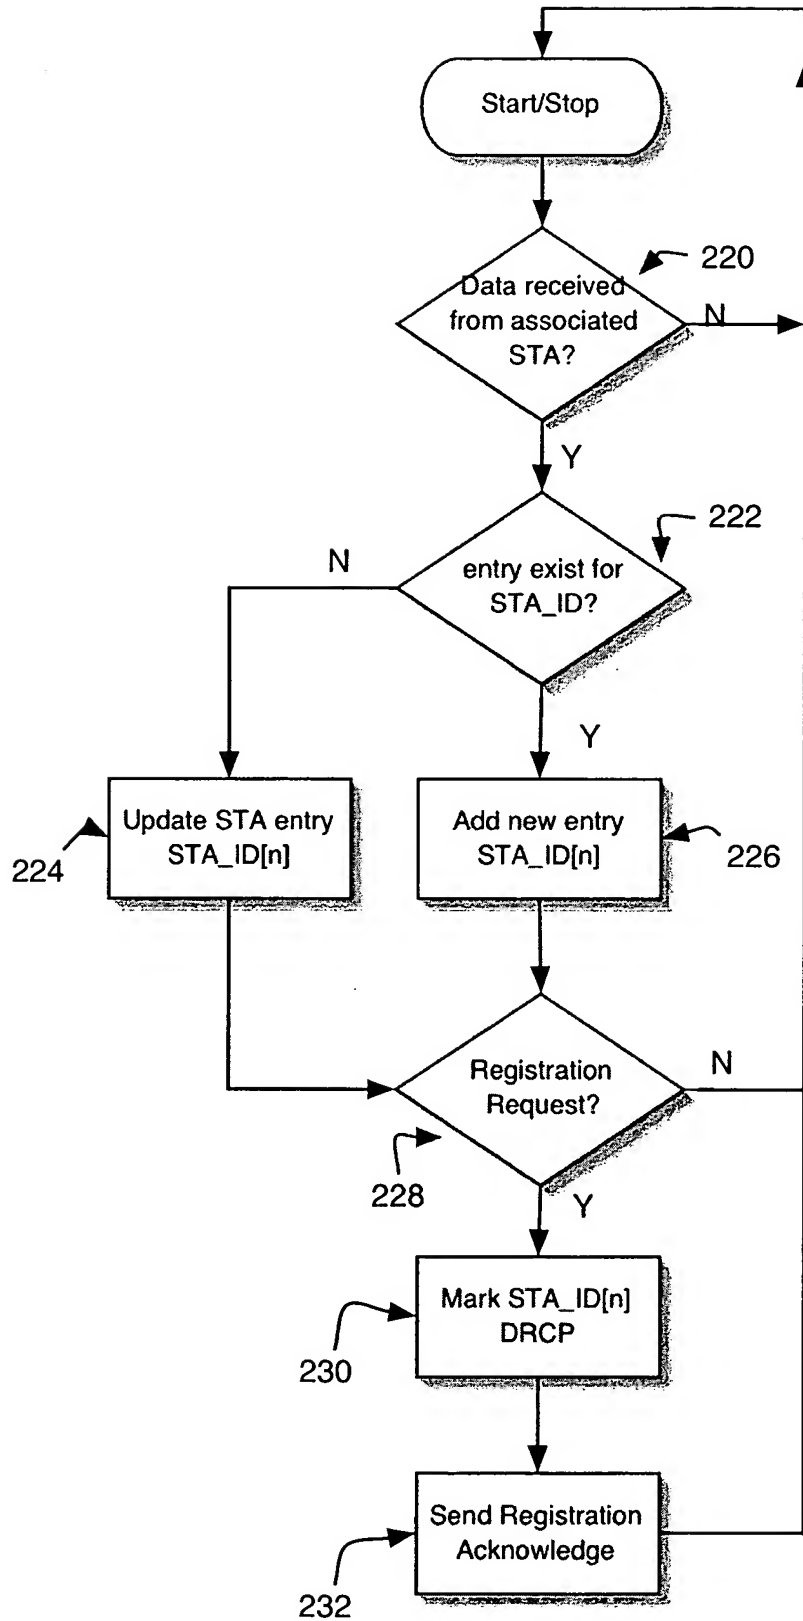 Start/Stop
220
Data received
from associated
STA?
N
Y
222
entry exist for
STA_ID?
N
Y
Update STA entry
STA_ID[n]
224
Add new entry
STA_ID[n]
226
Registration
Request?
N
228
Y
Mark STA_ID[n]
DRCP
230
Send Registration
Acknowledge
232